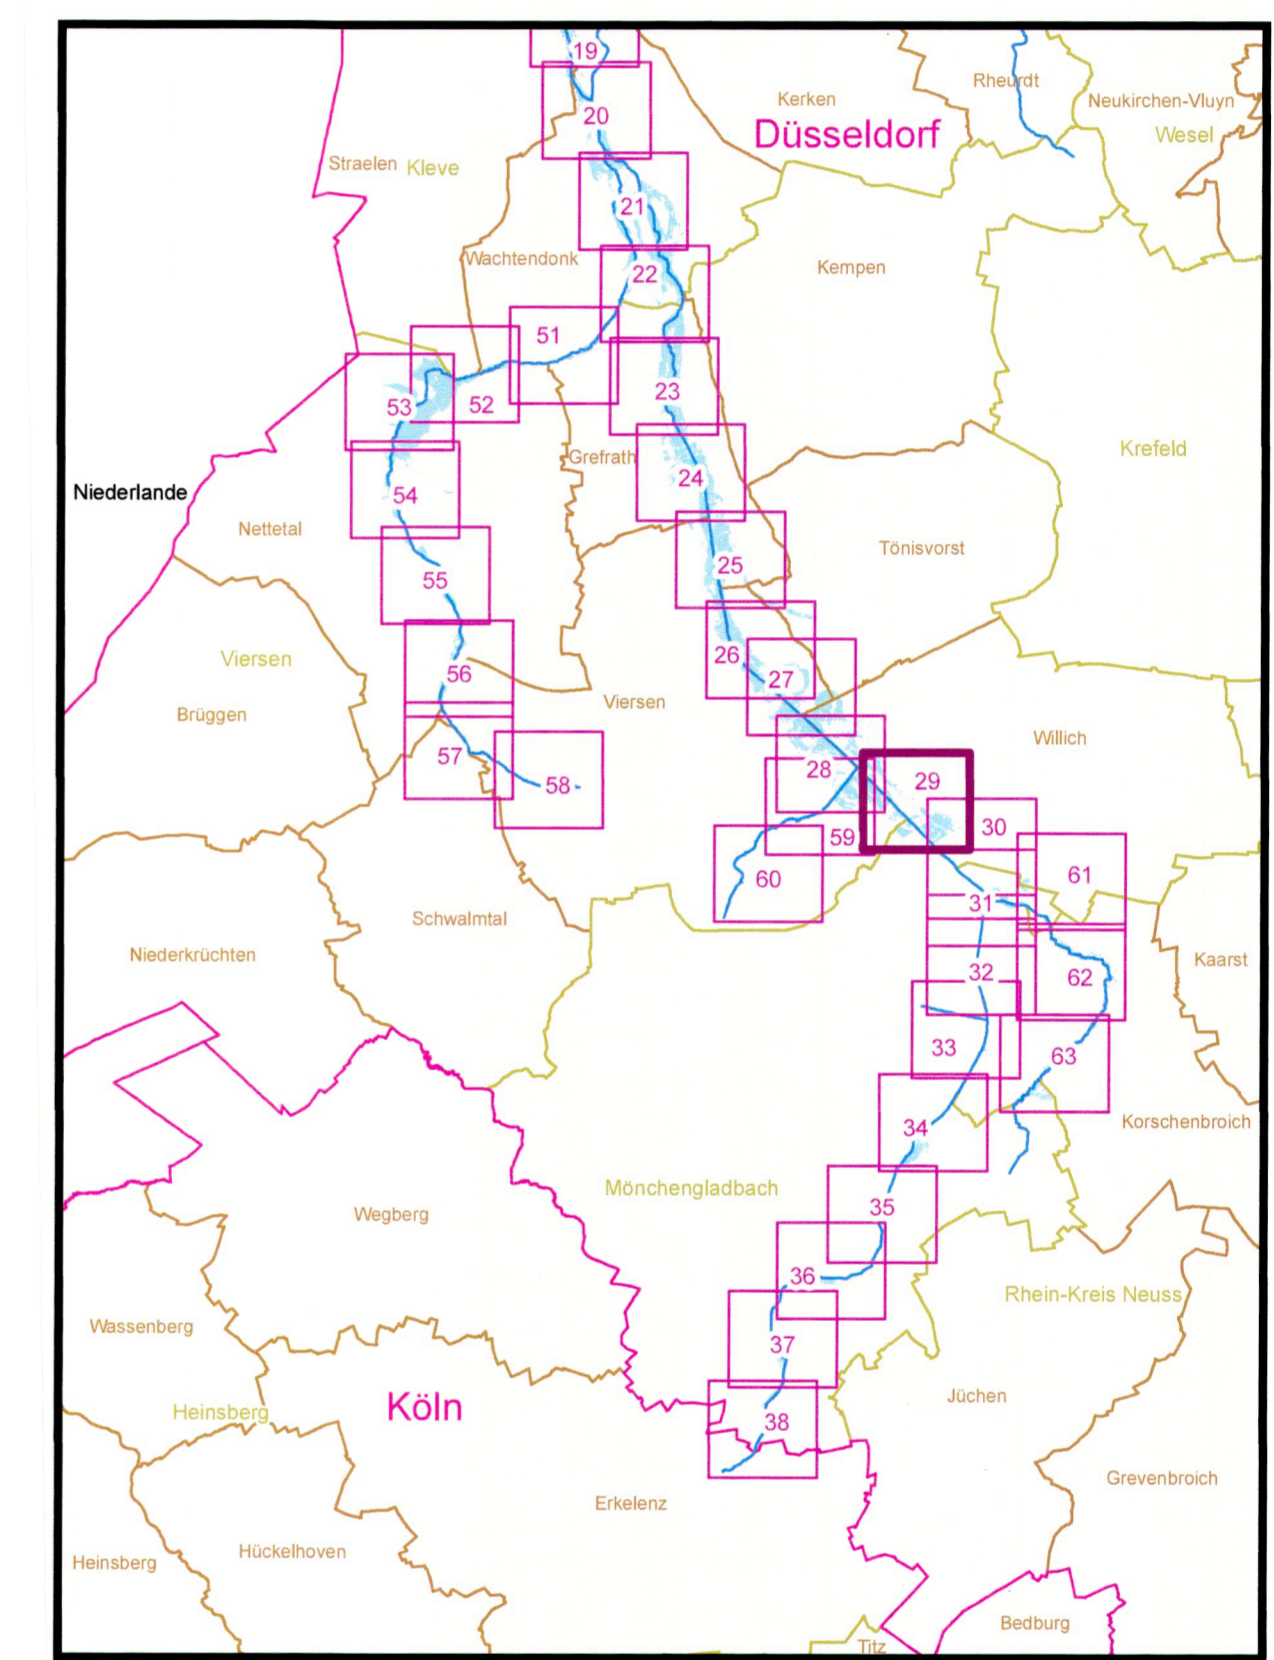 19
Rheurdt
Kerken
Neukirchen-Vluyn
20
Düsseldorf
Wesel
Straelen
Kleve
21
Wachtendonk
22
Kempen
51
23
53
52
Krefeld
Grefrath
24
Niederlande
54
Nettetal
Tönisvorst
25
55
26
Viersen
56
27
Viersen
Brüggen
Willich
57
28
29
58
30
59
61
60
31
Schwalmtal
Niederkrüchten
Kaarst
32
62
33
63
Korschenbroich
34
Mönchengladbach
35
Wegberg
36
Rhein-Kreis Neuss
Wassenberg
37
Jüchen
Köln
Heinsberg
38
Grevenbroich
Erkelenz
Hückelhoven
Heinsberg
Bedburg
Titz